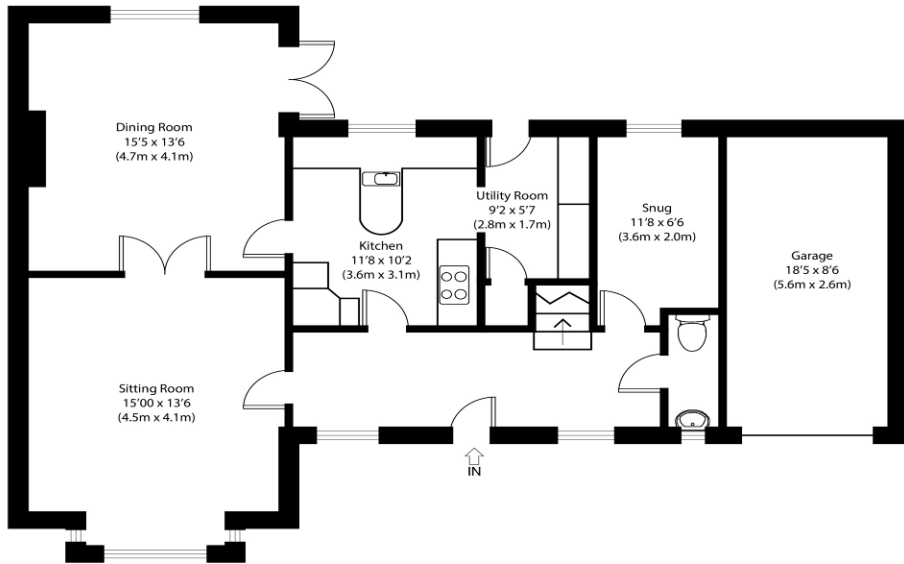 Dining Room
15'5 x 13'6
(4.7m x 4.1m)
Kitchen
11'8 x 10'2
(3.6m x 3.1m)
Utility Room
9'2 x 5'7
(2.8m x 1.7m)
Snug
11'8 x 6'6
(3.6m x 2.0m)
Garage
18'5 x 8'6
(5.6m x 2.6m)
Sitting Room
15'00 x 13'6
(4.5m x 4.1m)
IN